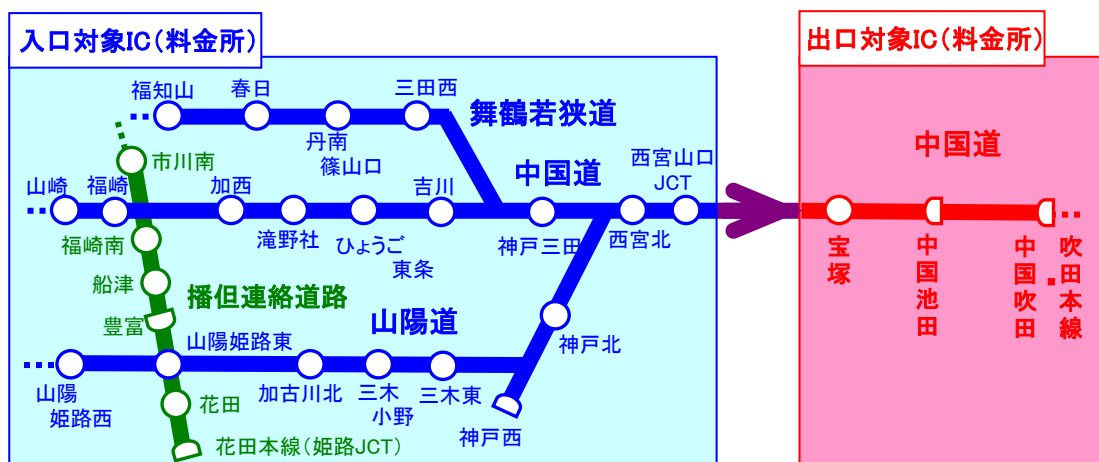 入口対象IC(料金所)
出口対象IC(料金所)
福知山
春日
三田西
舞鶴若狭道
丹南
篠山口
市川南
中国道
西宮山口
JCT
山崎
福崎
加西
吉川
福崎南
滝野社
ひょうご
東条
神戸三田
西宮北
船津
播但連絡道路
豊富
山陽姫路東
山陽道
神戸北
山陽
姫路西
加古川北
三木
小野
三木東
花田
神戸西
花田本線(姫路JCT)
中国道
宝塚
中国池田
中国吹田・
吹田本線